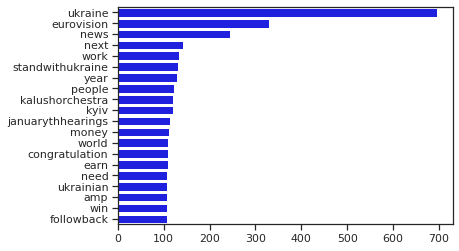 ukraine
eurovision
news
next
work
standwithukraine
year
people
kalushorchestra
kyiv
januarythhearings
money
world
congratulation
earn
need
ukrainian
amp
win
followback
0 100 200 300 400 500 600 700